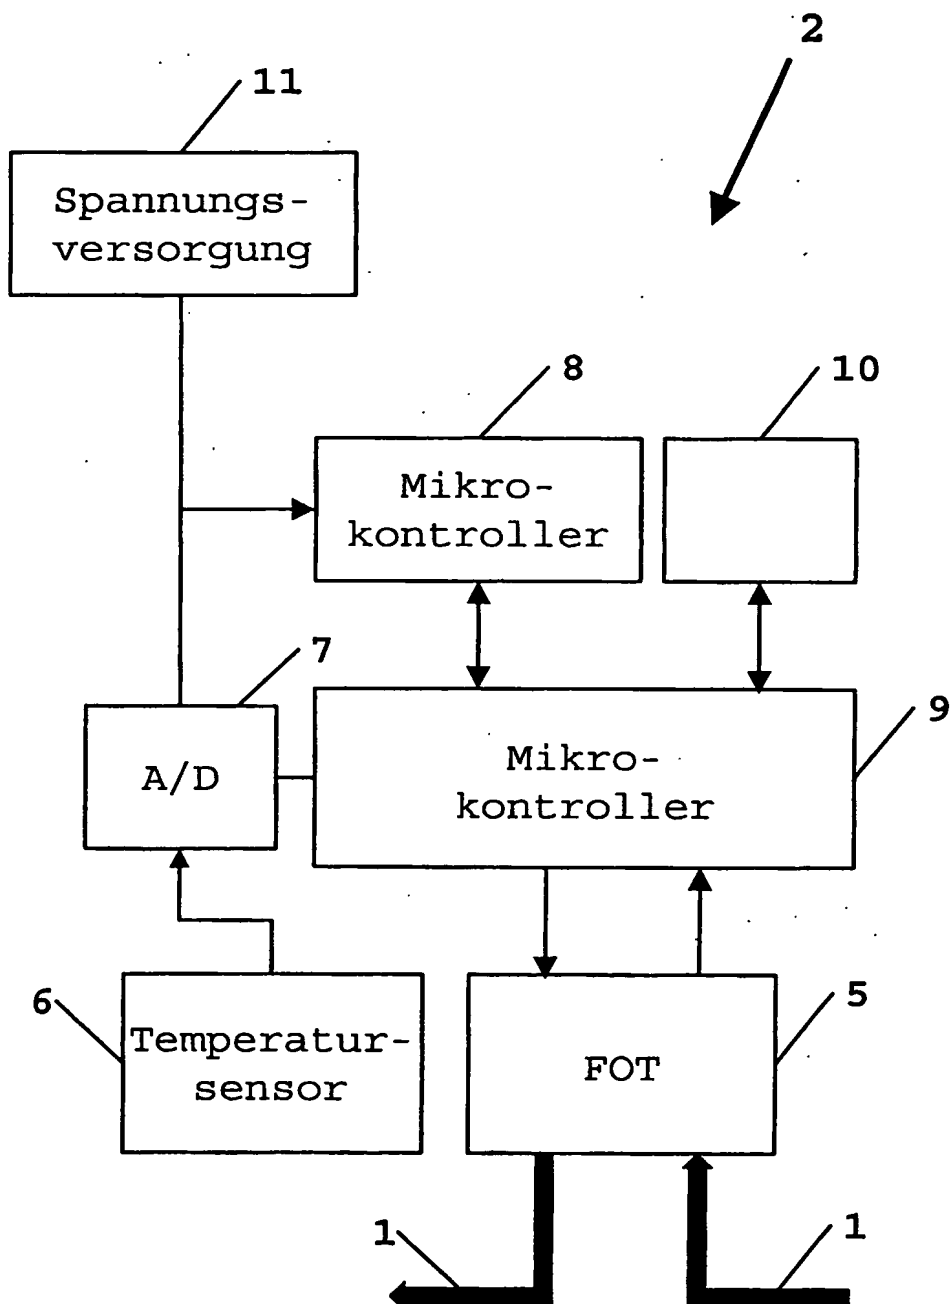 2
11
Spannungs-
versorgung
8
10
Mikro-
kontroller
7
9
A/D
Mikro-
kontroller
6
5
Temperatur-
sensor
FOT
1
1